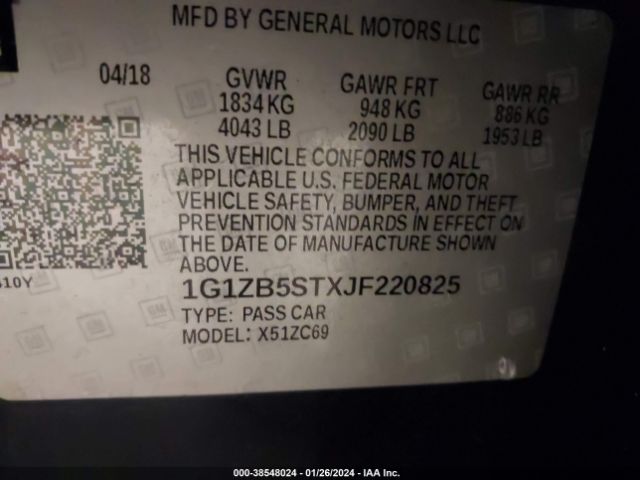 MFD BY GENERAL MOTORS LLC
04/18 GVWR GAWR FRT GAWR RR
1834 KG 948 KG 886 KG
4043 LB 2090 LB 1953 LB
THIS VEHICLE CONFORMS TO ALL
APPLICABLE U.S. FEDERAL MOTOR
VEHICLE SAFETY, BUMPER, AND THEFT
PREVENTION STANDARDS IN EFFECT ON
THE DATE OF MANUFACTURE SHOWN
ABOVE.
10Y
1G1ZB5STXJF220825
TYPE: PASS CAR
MODEL: X51ZC69
000-38548024 - 01/26/2024 - IAA Inc.